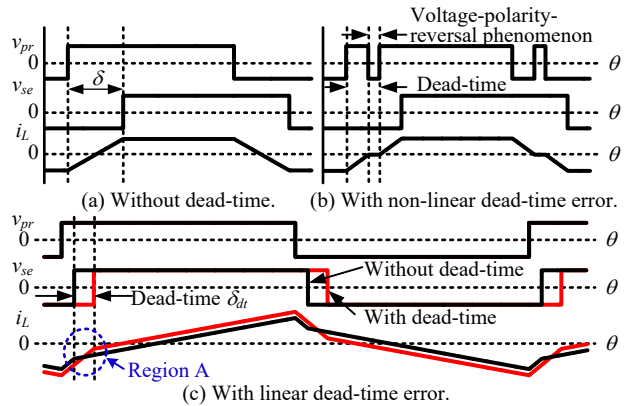 Voltage-polarity-
reversal phenomenon
v_pr
0
θ
δ
v_se
Dead-time
0
θ
i_L
0
θ
(a) Without dead-time.
(b) With non-linear dead-time error.
v_pr
0
θ
v_se
Without dead-time
0
θ
Dead-time δ_dt
With dead-time
i_L
0
θ
Region A
(c) With linear dead-time error.